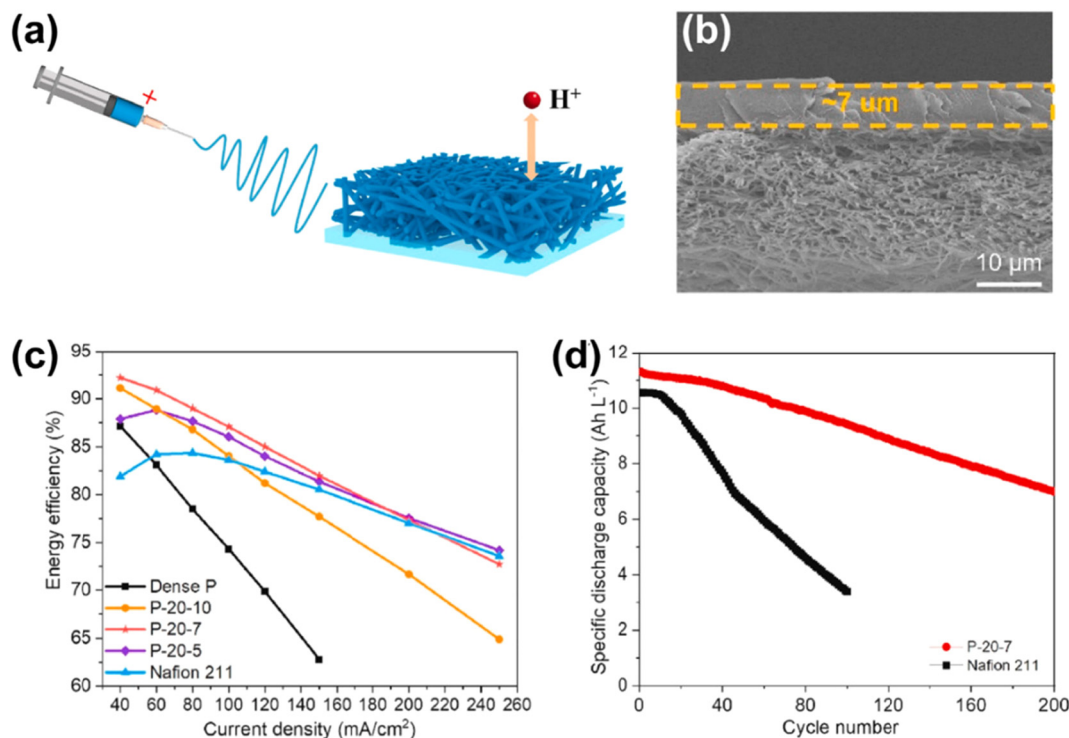 (a)
+
H+
(b)
~7 um
10 µm
(c)
Energy efficiency (%)
95
90
85
80
75
70
65
60
Dense P
P-20-10
P-20-7
P-20-5
Nafion 211
40 60 80 100 120 140 160 180 200 220 240 260
Current density (mA/cm²)
(d)
Specific discharge capacity (Ah L⁻¹)
12
10
8
6
4
2
0
P-20-7
Nafion 211
0 40 80 120 160 200
Cycle number